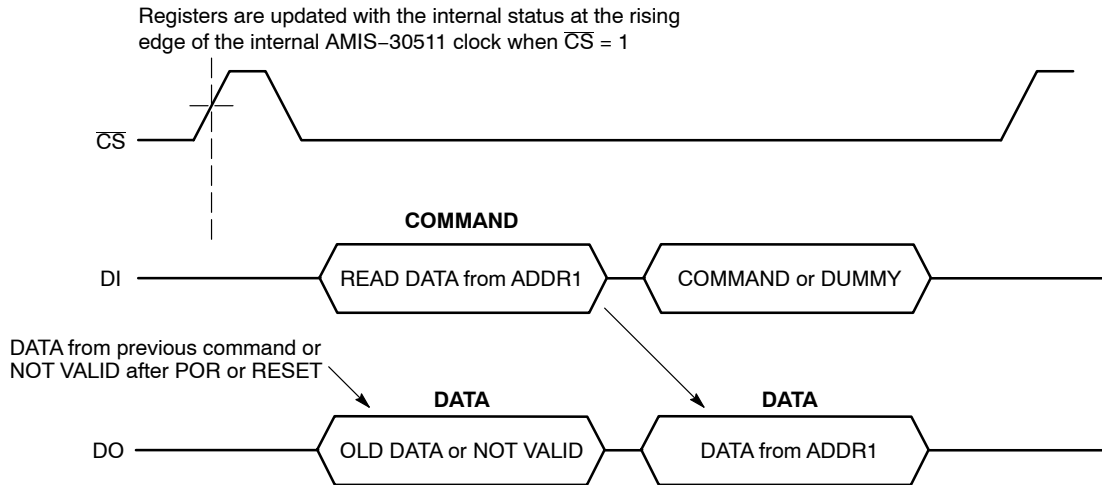 Registers are updated with the internal status at the rising
edge of the internal AMIS−30511 clock when C̅S̅ = 1
C̅S̅
COMMAND
DI
READ DATA from ADDR1
COMMAND or DUMMY
DATA from previous command or
NOT VALID after POR or RESET
DATA
DATA
DO
OLD DATA or NOT VALID
DATA from ADDR1